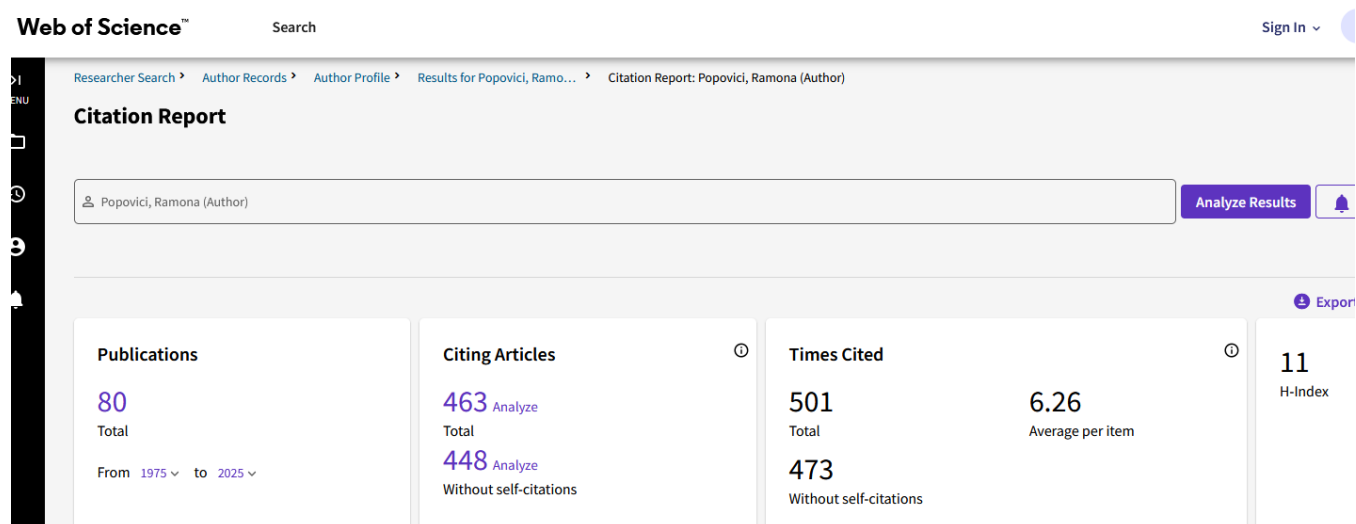 Web of Science™ Search Sign In
Researcher Search > Author Records > Author Profile > Results for Popovici, Ramo... > Citation Report: Popovici, Ramona (Author)
ENU
Citation Report
Popovici, Ramona (Author)
Analyze Results
Export
Publications
80
Total
From 1975 to 2025
Citing Articles
463 Analyze
Total
448 Analyze
Without self-citations
Times Cited
501
Total
6.26
Average per item
473
Without self-citations
11
H-Index